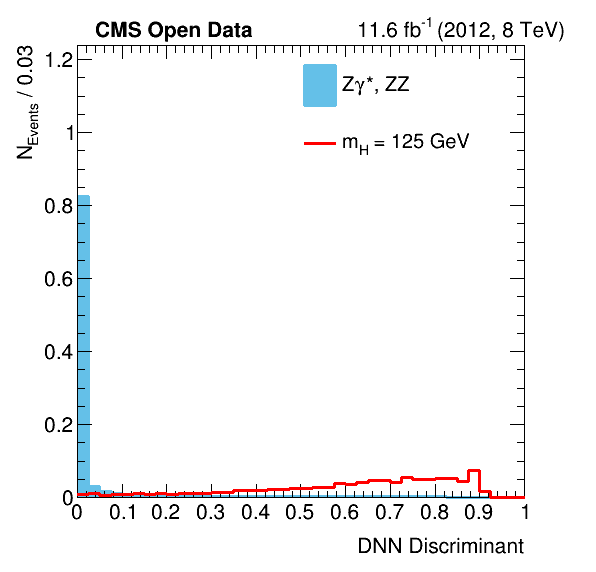 CMS Open Data 11.6 fb⁻¹ (2012, 8 TeV)
N_Events / 0.03
1.2
1
0.8
0.6
0.4
0.2
0
Zγ*, ZZ
m_H = 125 GeV
0 0.1 0.2 0.3 0.4 0.5 0.6 0.7 0.8 0.9 1
DNN Discriminant